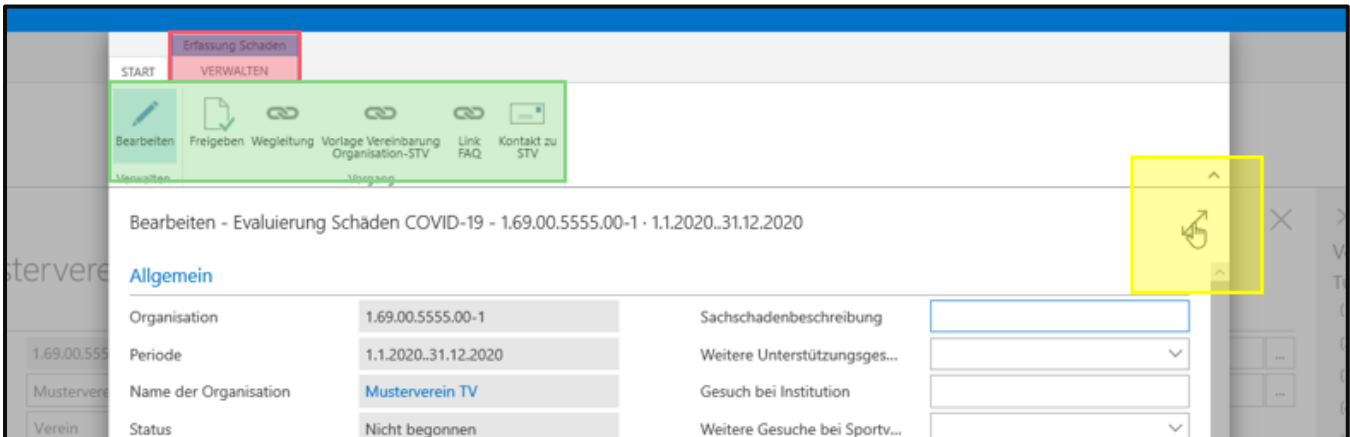 Erfassung Schaden
START VERWALTEN
Bearbeiten Freigeben Wegleitung Vorlage Vereinbarung Organisation-STV Link FAQ Kontakt zu STV
Verwalten Vorgang
Bearbeiten - Evaluierung Schäden COVID-19 - 1.69.00.5555.00-1 · 1.1.2020..31.12.2020
Allgemein
Organisation 1.69.00.5555.00-1 Sachschadenbeschreibung
1.69.00.555 Periode 1.1.2020..31.12.2020 Weitere Unterstützungsges... ...
Mustervere Name der Organisation Musterverein TV Gesuch bei Institution ...
Verein Status Nicht begonnen Weitere Gesuche bei Sportv...